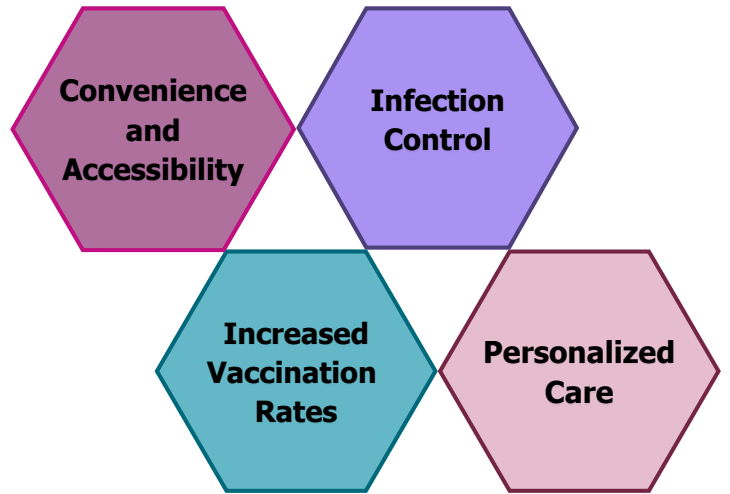 Convenience
and
Accessibility
Infection
Control
Increased
Vaccination
Rates
Personalized
Care